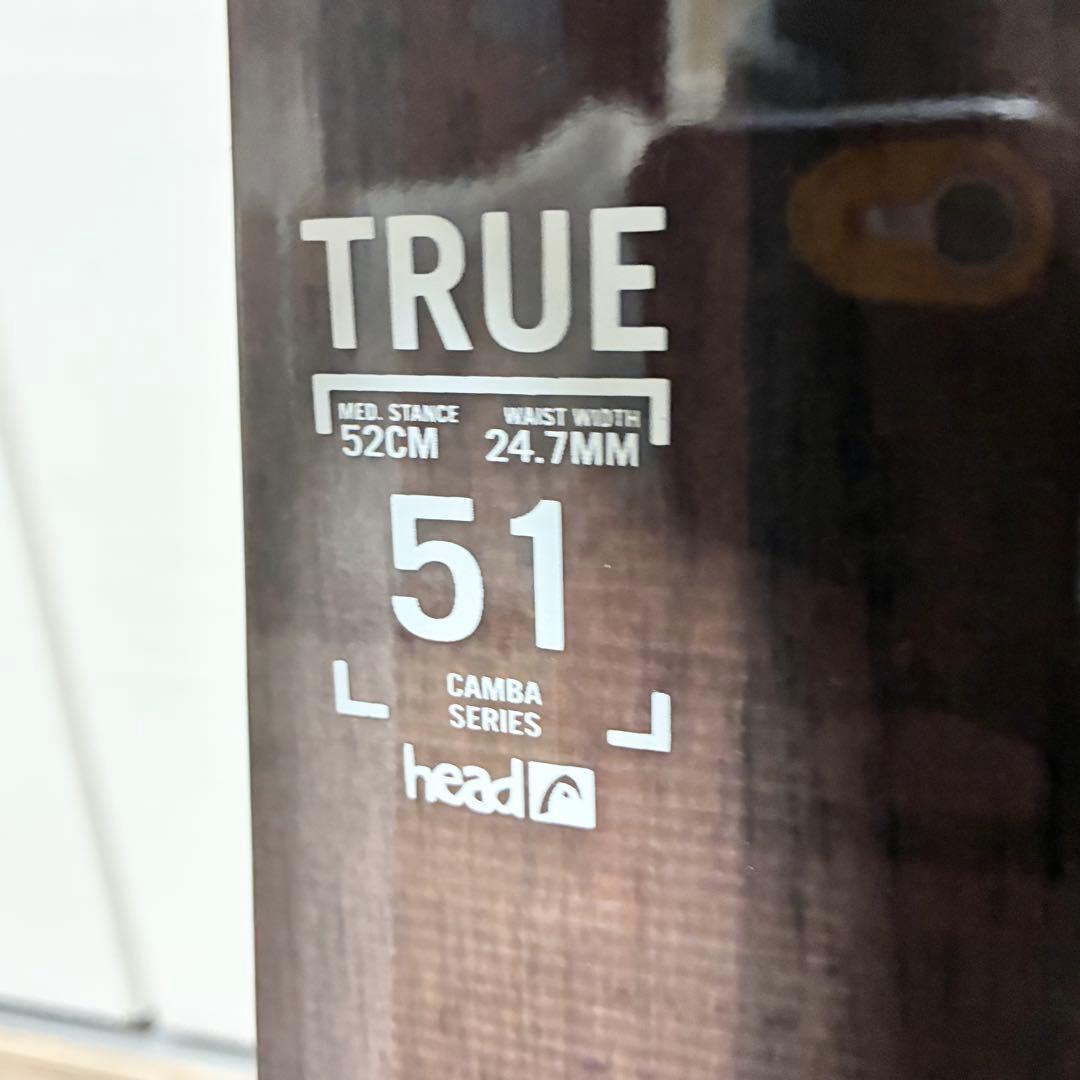 TRUE
MED. STANCE WAIST WIDTH
52CM 24.7MM
51
CAMBA
SERIES
head